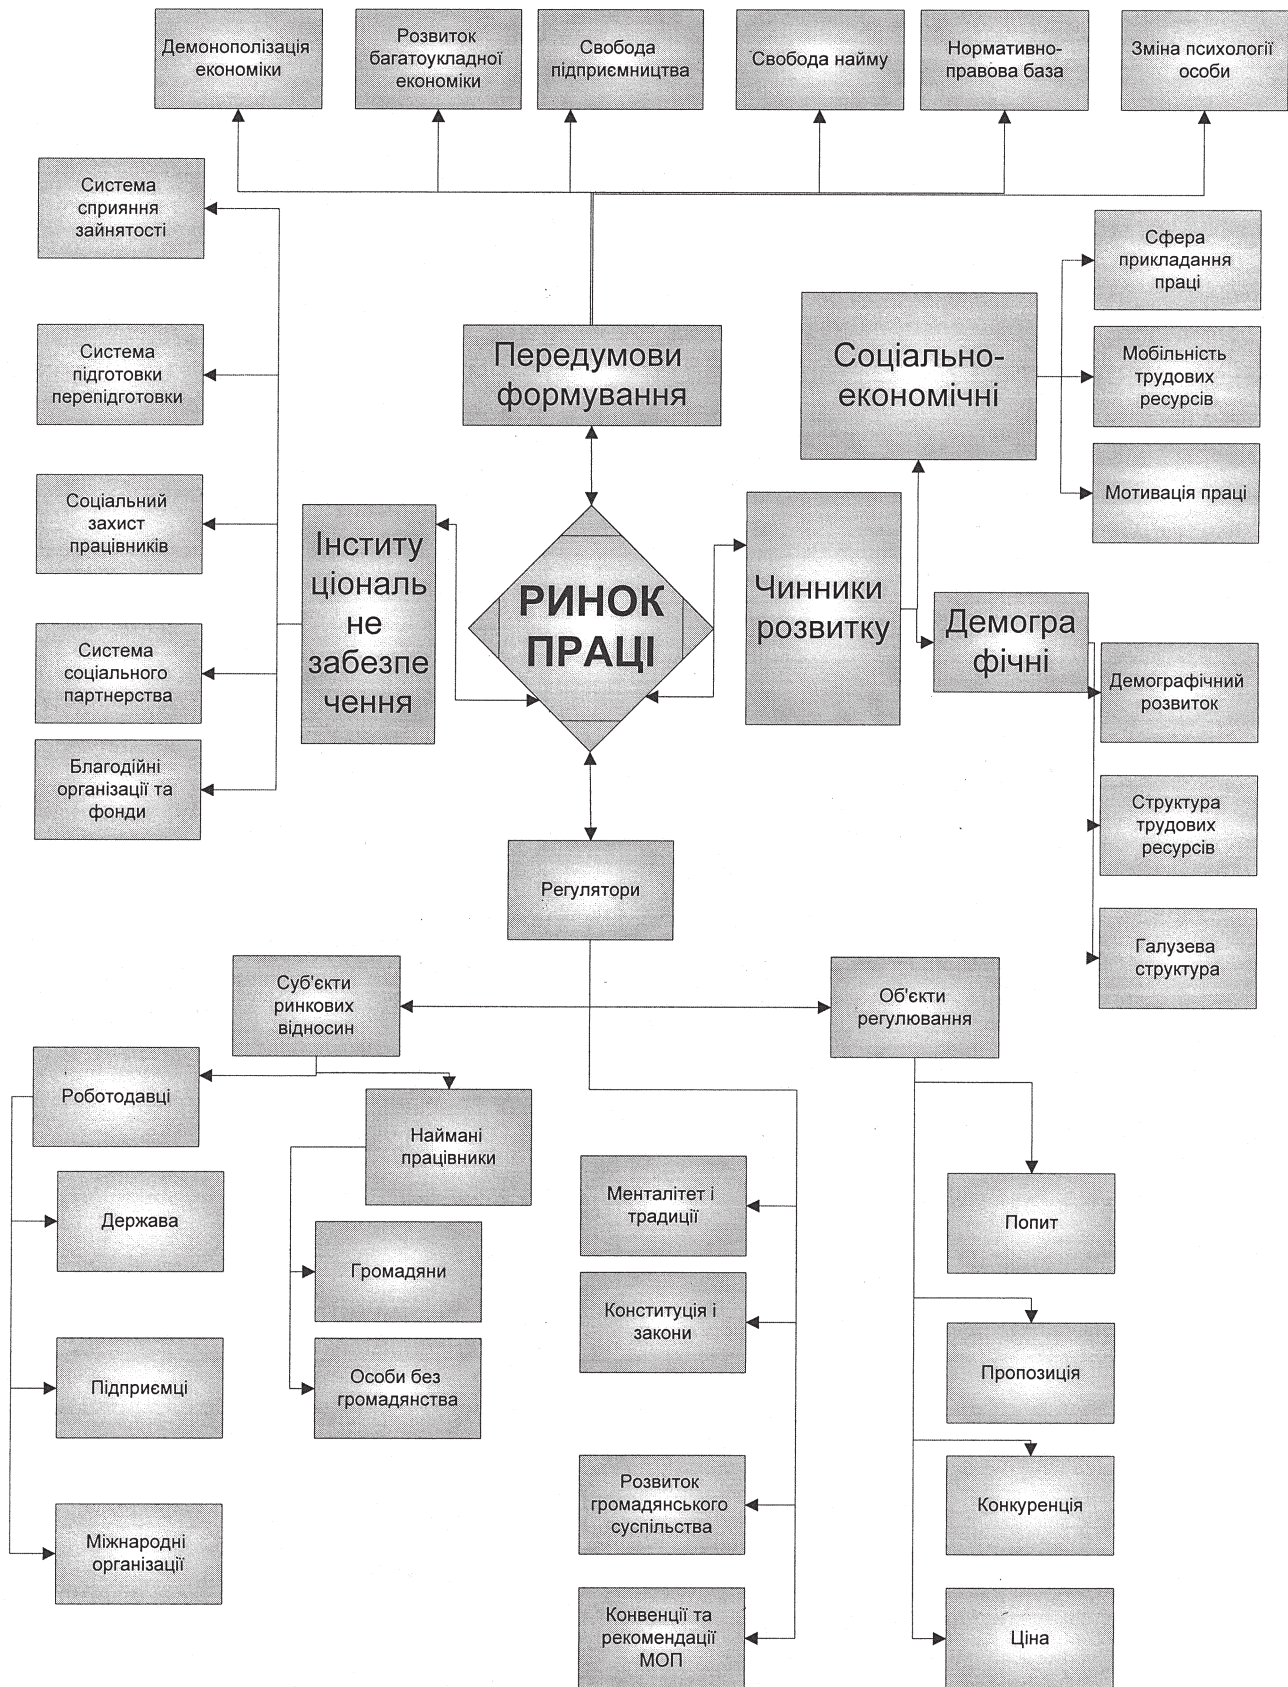 Демонополізація
економіки
Розвиток
багатоукладної
економіки
Свобода
підприємництва
Свобода найму
Нормативно-
правова база
Зміна психології
особи
Система
сприяння
зайнятості
Система
підготовки
перепідготовки
Соціальний
захист
працівників
Система
соціального
партнерства
Благодійні
організації та
фонди
Інститу
ціональ
не
забезпе
чення
Передумови
формування
РИНОК
ПРАЦІ
Чинники
розвитку
Соціально-
економічні
Сфера
прикладання
праці
Мобільність
трудових
ресурсів
Мотивація праці
Демогра
фічні
Демографічний
розвиток
Структура
трудових
ресурсів
Галузева
структура
Регулятори
Суб'єкти
ринкових
відносин
Об'єкти
регулювання
Роботодавці
Держава
Підприємці
Міжнародні
організації
Наймані
працівники
Громадяни
Особи без
громадянства
Менталітет і
традиції
Конституція і
закони
Розвиток
громадянського
суспільства
Конвенції та
рекомендації
МОП
Попит
Пропозиція
Конкуренція
Ціна